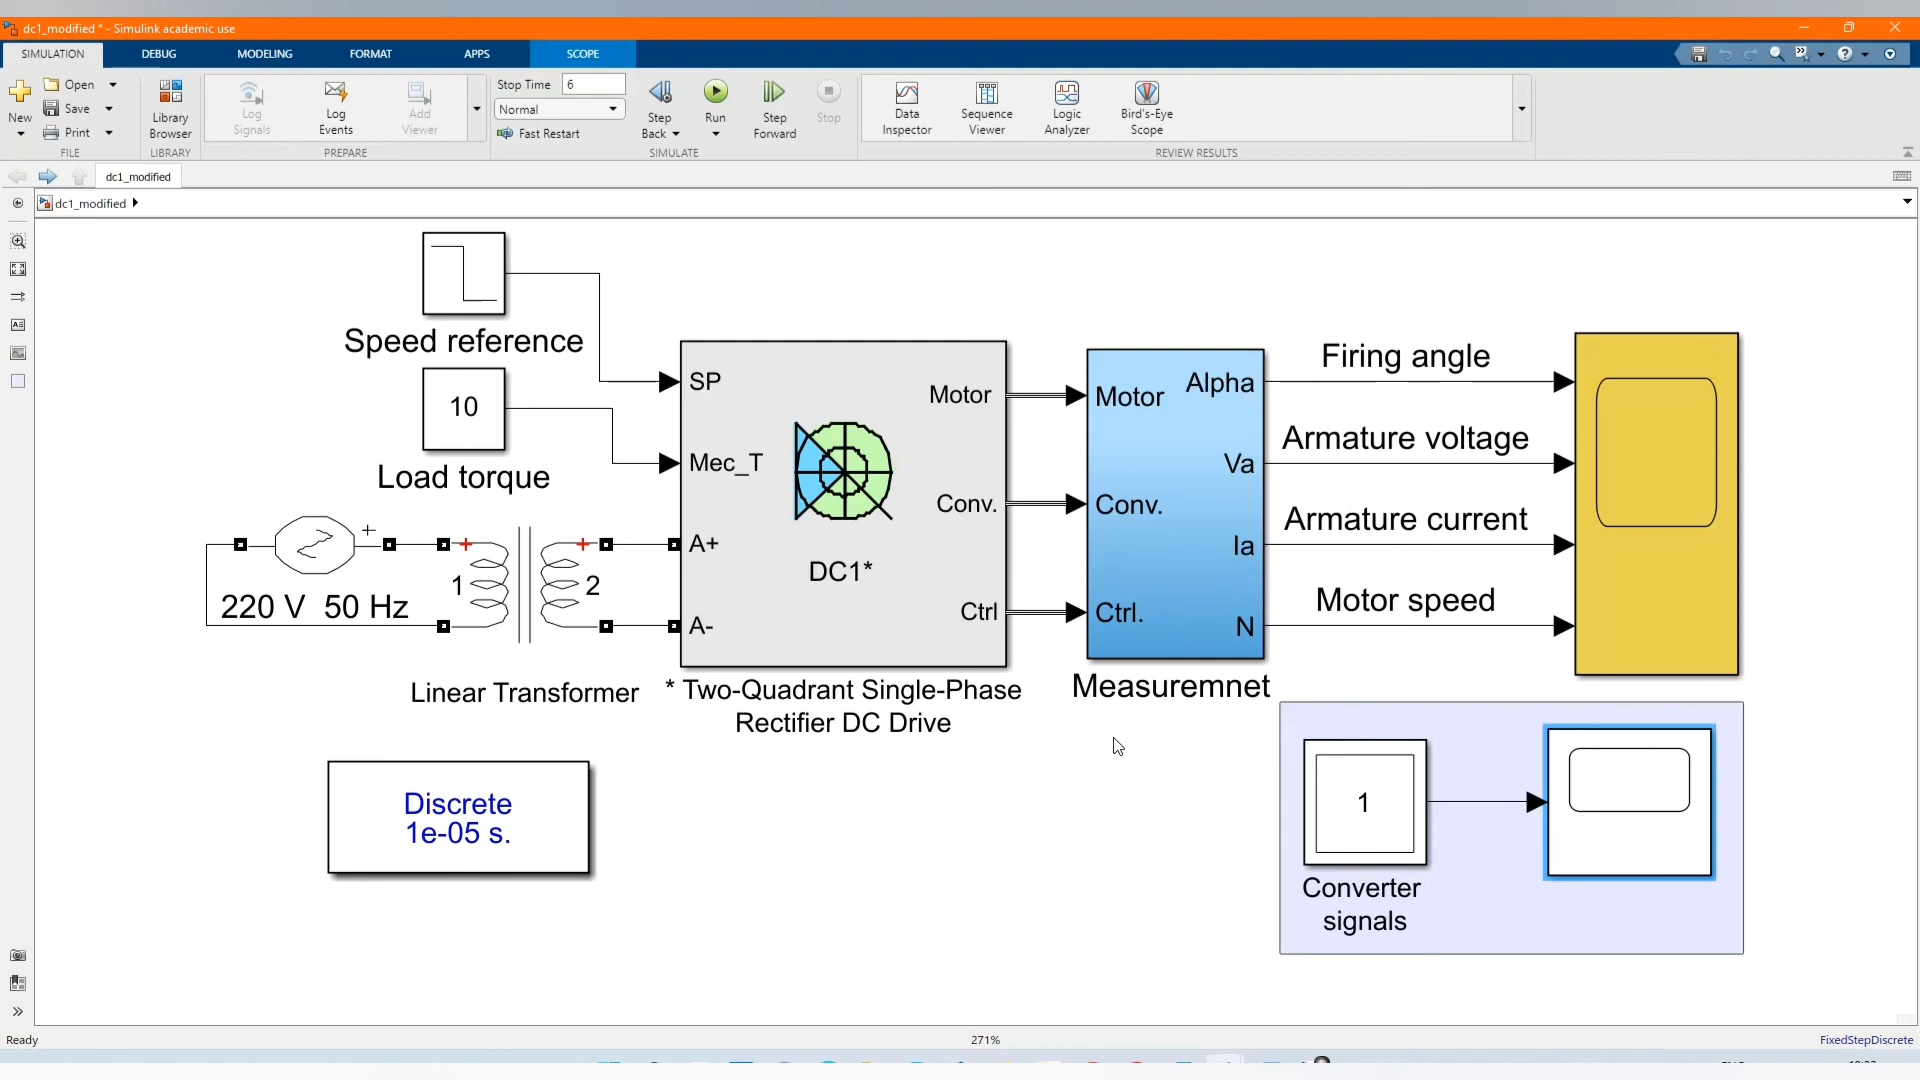 dc1_modified * - Simulink academic use
SIMULATION DEBUG MODELING FORMAT APPS SCOPE
New
Open
Save
Print
FILE
Library
Browser
LIBRARY
Log
Signals
Log
Events
Add
Viewer
PREPARE
Stop Time 6
Normal
Fast Restart
Step
Back
Run
Step
Forward
Stop
SIMULATE
Data
Inspector
Sequence
Viewer
Logic
Analyzer
Bird's-Eye
Scope
REVIEW RESULTS
dc1_modified
dc1_modified
Speed reference
10
Load torque
220 V 50 Hz
+
+
1
+
2
Linear Transformer
SP
Mec_T
A+
A-
Motor
Conv.
Ctrl
DC1*
* Two-Quadrant Single-Phase
Rectifier DC Drive
Motor
Conv.
Ctrl.
Alpha
Va
Ia
N
Measuremnet
Firing angle
Armature voltage
Armature current
Motor speed
Discrete
1e-05 s.
1
Converter
signals
Ready
271%
FixedStepDiscrete